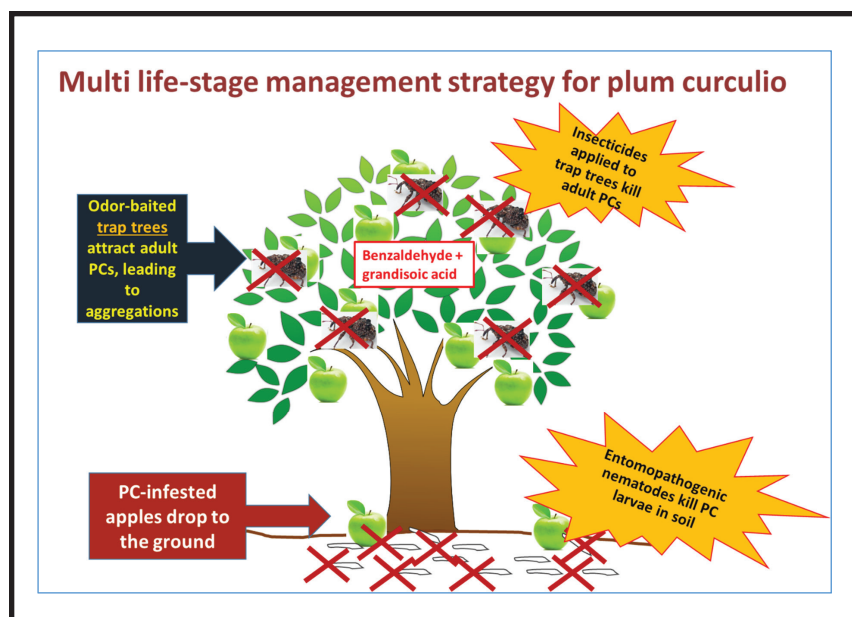 Multi life-stage management strategy for plum curculio
Insecticides
applied to
trap trees kill
adult PCs
Odor-baited
trap trees
attract adult
PCs, leading
to
aggregations
Benzaldehyde +
grandisoic acid
PC-infested
apples drop to
the ground
Entomopathogenic
nematodes kill PC
larvae in soil